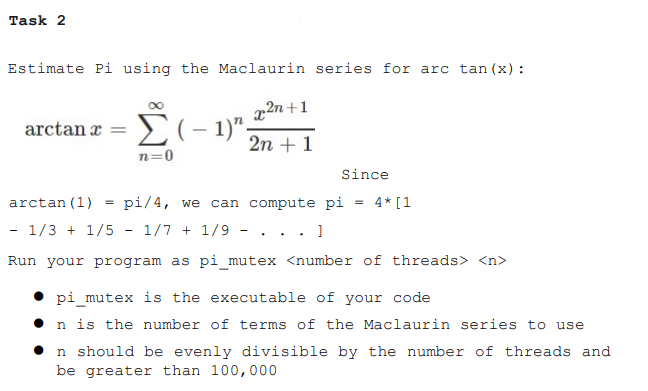 Task 2
Estimate Pi using the Maclaurin series for arc tan(x):
arctan x = ∑_{n=0}^{∞} ( − 1)^n x^{2n+1} / (2n + 1)
Since
arctan(1) = pi/4, we can compute pi = 4*[1
- 1/3 + 1/5 - 1/7 + 1/9 - . . . ]
Run your program as pi_mutex <number of threads> <n>
● pi_mutex is the executable of your code
● n is the number of terms of the Maclaurin series to use
● n should be evenly divisible by the number of threads and
be greater than 100,000